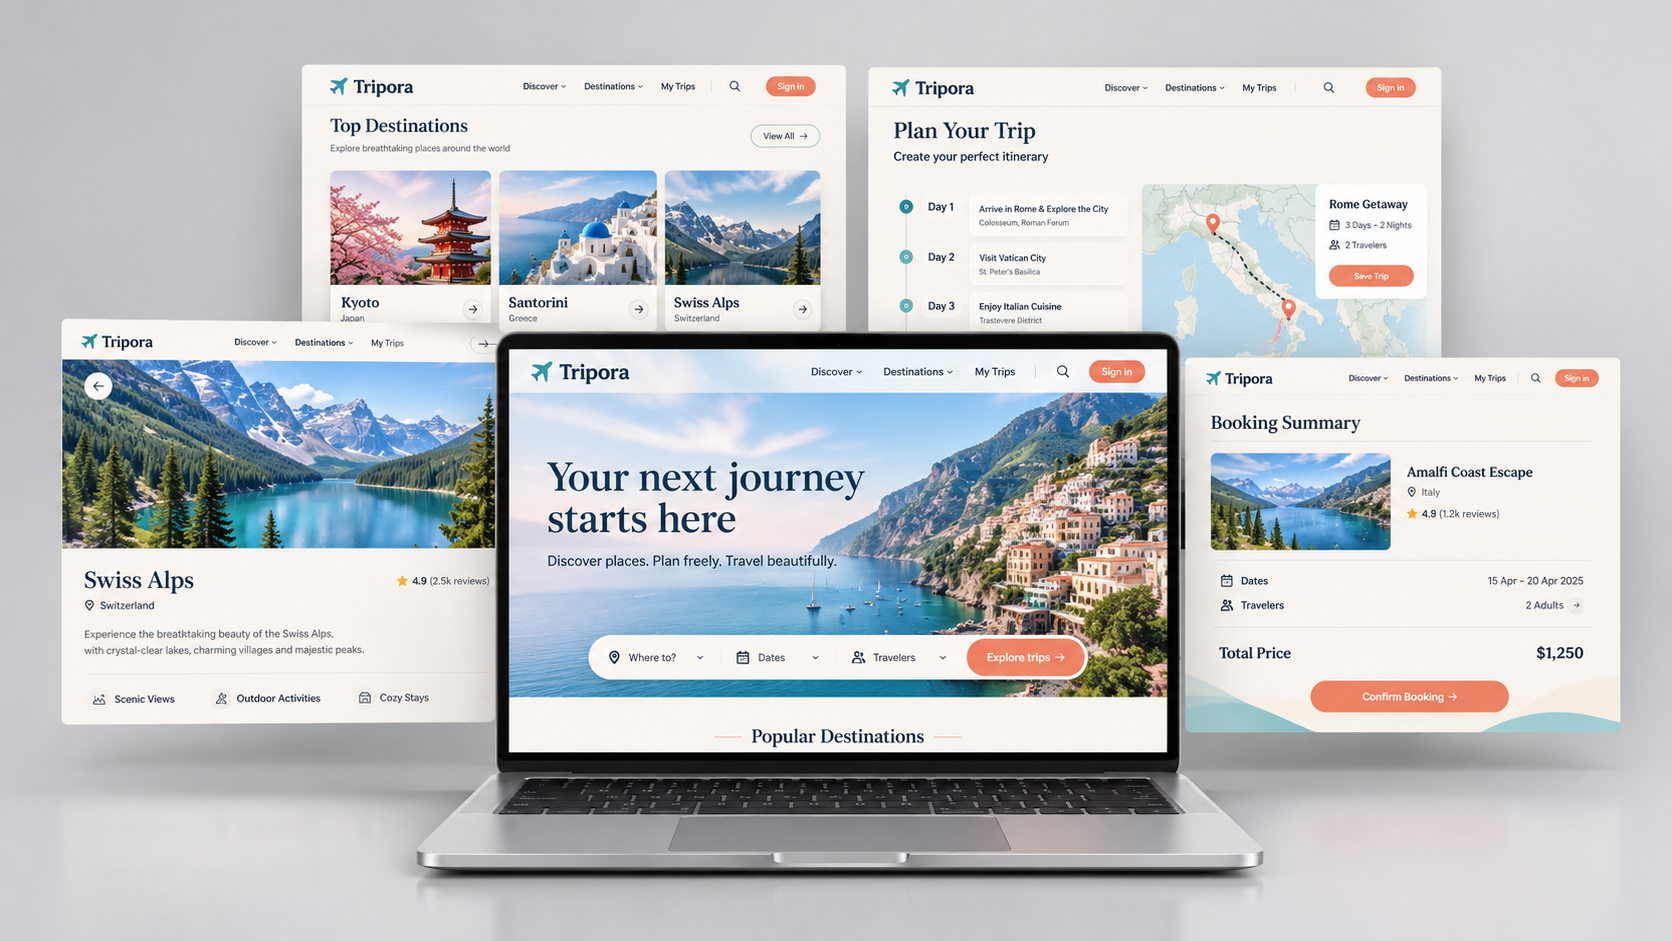 Tripora
Discover
Destinations
My Trips
Sign in
Top Destinations
Explore breathtaking places around the world
View All →
Kyoto
Japan
Santorini
Greece
Swiss Alps
Switzerland
Tripora
Discover
Destinations
My Trips
Sign in
Plan Your Trip
Create your perfect itinerary
Day 1
Arrive in Rome & Explore the City
Colosseum, Roman Forum
Day 2
Visit Vatican City
St. Peter's Basilica
Day 3
Enjoy Italian Cuisine
Trastevere District
Rome Getaway
3 Days - 2 Nights
2 Travelers
Save Trip
Tripora
Discover
Destinations
My Trips
Swiss Alps
4.9 (2.5k reviews)
Switzerland
Experience the breathtaking beauty of the Swiss Alps,
with crystal-clear lakes, charming villages and majestic peaks.
Scenic Views
Outdoor Activities
Cozy Stays
Tripora
Discover
Destinations
My Trips
Sign in
Your next journey
starts here
Discover places. Plan freely. Travel beautifully.
Where to?
Dates
Travelers
Explore trips →
Popular Destinations
Tripora
Discover
Destinations
My Trips
Sign in
Booking Summary
Amalfi Coast Escape
Italy
4.9 (1.2k reviews)
Dates
15 Apr – 20 Apr 2025
Travelers
2 Adults
Total Price
$1,250
Confirm Booking →